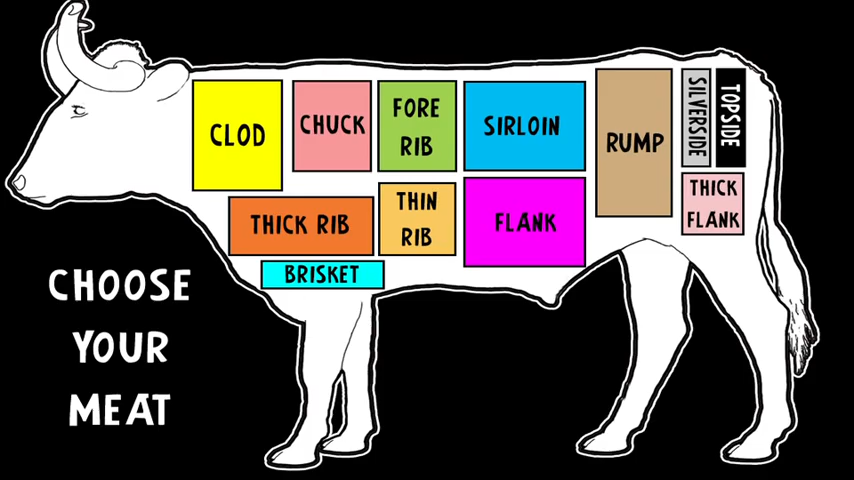 CLOD
CHUCK
FORE
RIB
SIRLOIN
RUMP
SILVERSIDE
TOPSIDE
THICK RIB
THIN
RIB
FLANK
THICK
FLANK
BRISKET
CHOOSE
YOUR
MEAT